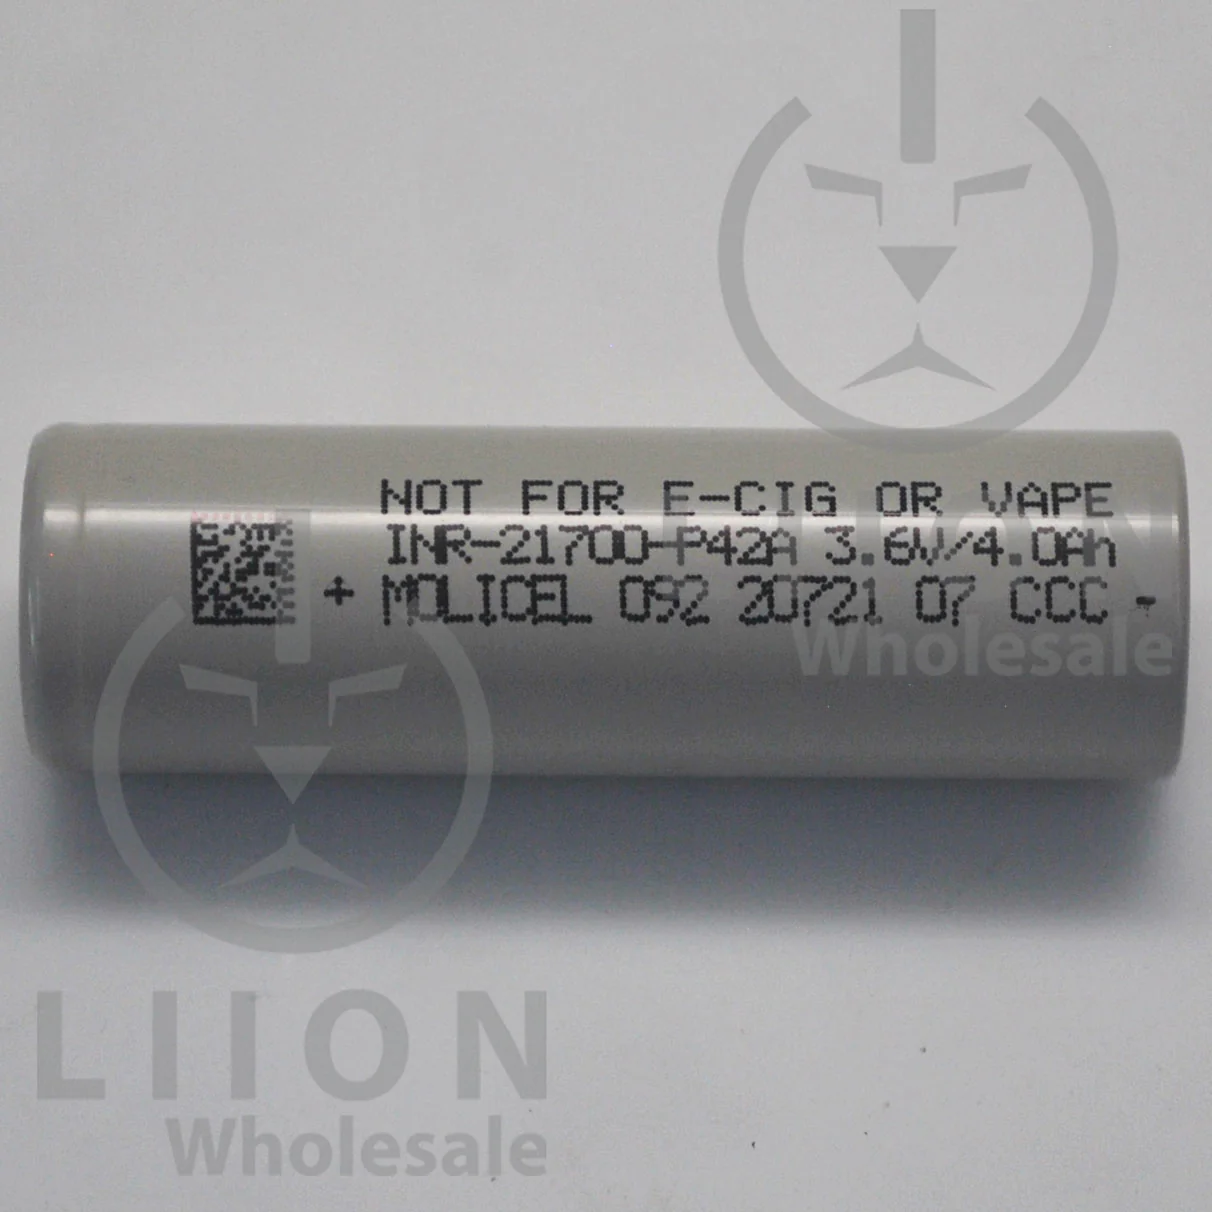 NOT FOR E-CIG OR VAPE
INR-21700-P42A 3.6V/4.0Ah
+ MOLICEL 092 20721 07 CCC -
LIION
Wholesale
LIION
Wholesale